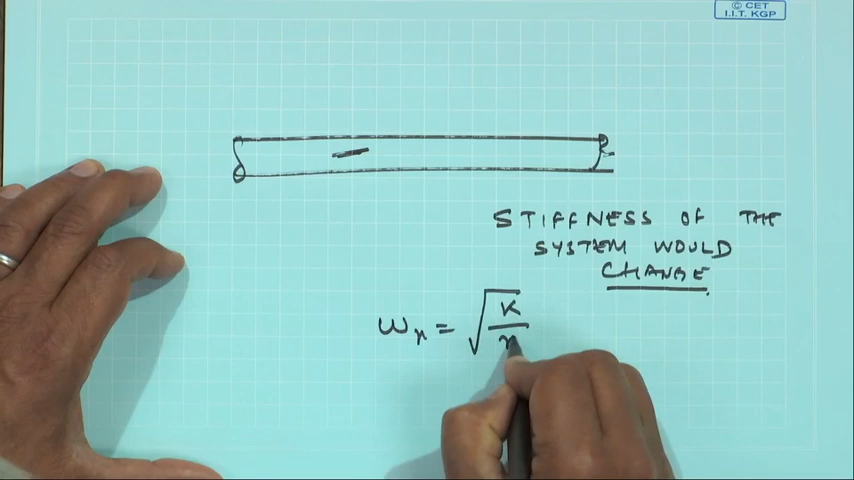 © CET
I.I.T. KGP
STIFFNESS OF THE
SYSTEM WOULD
CHANGE
ωn = √K